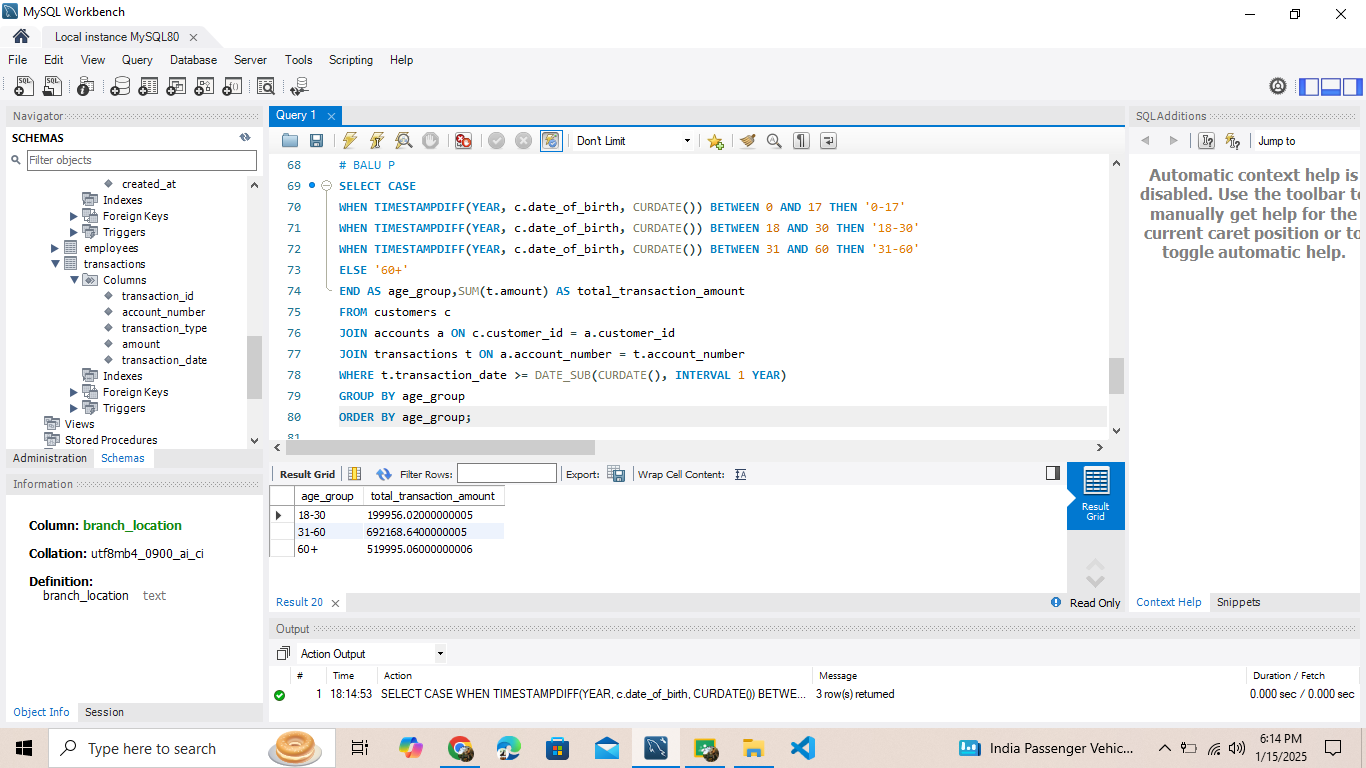 MySQL Workbench
Local instance MySQL80
File Edit View Query Database Server Tools Scripting Help
Navigator
SCHEMAS
Filter objects
created_at
Indexes
Foreign Keys
Triggers
employees
transactions
Columns
transaction_id
account_number
transaction_type
amount
transaction_date
Indexes
Foreign Keys
Triggers
Views
Stored Procedures
Administration Schemas
Information
Column: branch_location
Collation: utf8mb4_0900_ai_ci
Definition:
branch_location text
Object Info Session
Query 1
Don't Limit
68 # BALU P
69 SELECT CASE
70 WHEN TIMESTAMPDIFF(YEAR, c.date_of_birth, CURDATE()) BETWEEN 0 AND 17 THEN '0-17'
71 WHEN TIMESTAMPDIFF(YEAR, c.date_of_birth, CURDATE()) BETWEEN 18 AND 30 THEN '18-30'
72 WHEN TIMESTAMPDIFF(YEAR, c.date_of_birth, CURDATE()) BETWEEN 31 AND 60 THEN '31-60'
73 ELSE '60+'
74 END AS age_group,SUM(t.amount) AS total_transaction_amount
75 FROM customers c
76 JOIN accounts a ON c.customer_id = a.customer_id
77 JOIN transactions t ON a.account_number = t.account_number
78 WHERE t.transaction_date >= DATE_SUB(CURDATE(), INTERVAL 1 YEAR)
79 GROUP BY age_group
80 ORDER BY age_group;
81
Result Grid Filter Rows: Export: Wrap Cell Content:
age_group total_transaction_amount
18-30 199956.02000000005
31-60 692168.6400000005
60+ 519995.06000000006
Result Grid
Result 20
Read Only
Output
Action Output
# Time Action Message Duration / Fetch
1 18:14:53 SELECT CASE WHEN TIMESTAMPDIFF(YEAR, c.date_of_birth, CURDATE()) BETWE... 3 row(s) returned 0.000 sec / 0.000 sec
SQLAdditions
Jump to
Automatic context help is
disabled. Use the toolbar to
manually get help for the
current caret position or to
toggle automatic help.
Context Help Snippets
Type here to search
India Passenger Vehic...
6:14 PM
1/15/2025